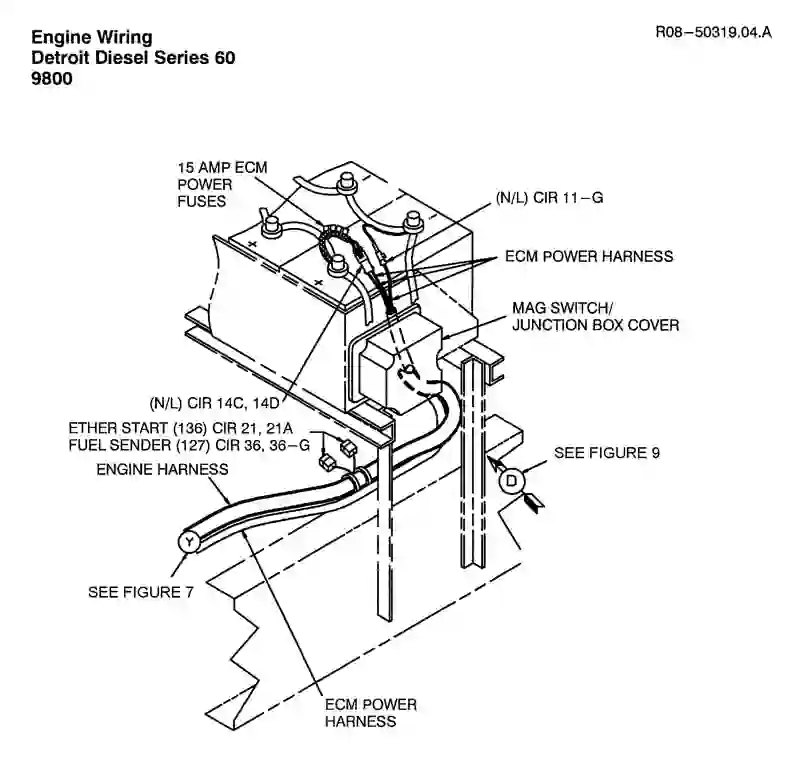 Engine Wiring
Detroit Diesel Series 60
9800
R08-50319.04.A
15 AMP ECM
POWER
FUSES
(N/L) CIR 11-G
ECM POWER HARNESS
MAG SWITCH/
JUNCTION BOX COVER
(N/L) CIR 14C, 14D
ETHER START (136) CIR 21, 21A
FUEL SENDER (127) CIR 36, 36-G
ENGINE HARNESS
SEE FIGURE 9
D
Y
SEE FIGURE 7
ECM POWER
HARNESS